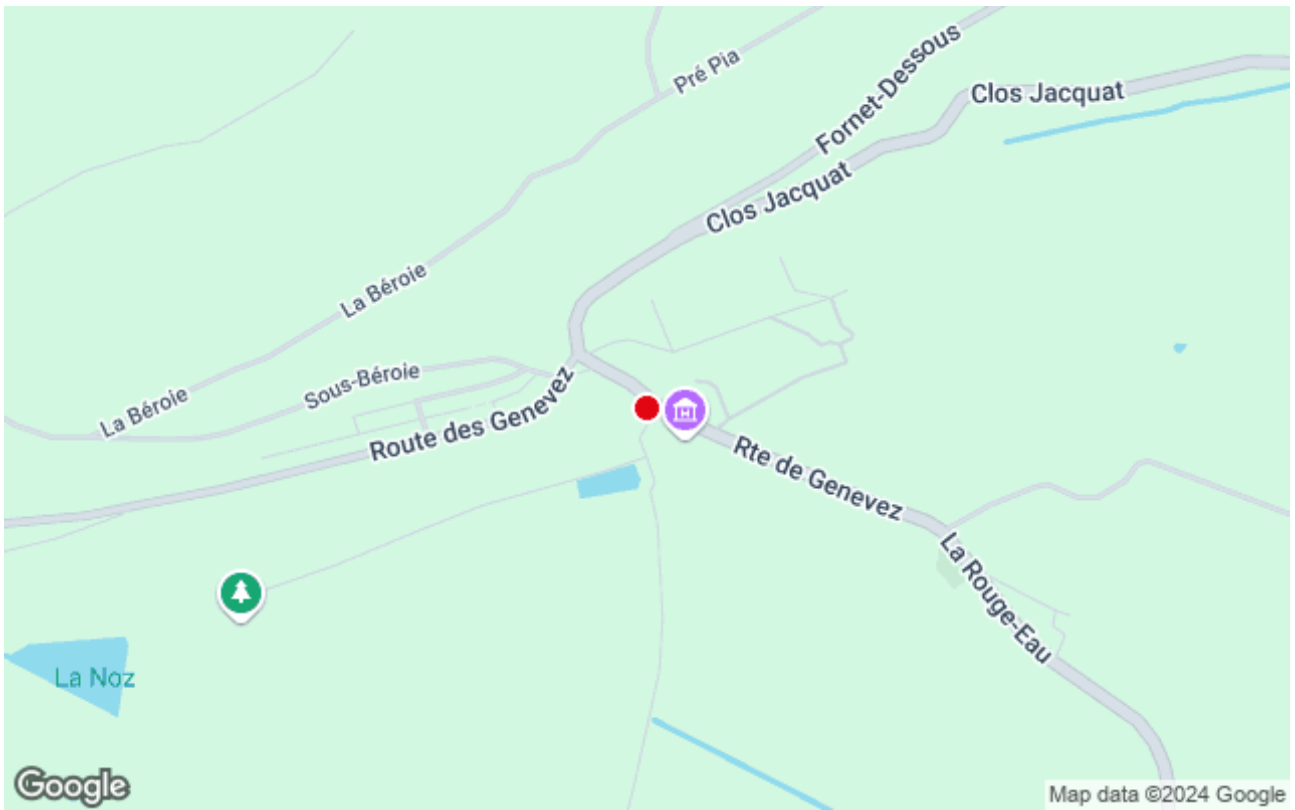 Fornet-Dessous
Pré Pia
Clos Jacquat
Clos Jacquat
La Béroie
Sous-Béroie
La Béroie
Route des Genevez
Rte de Genevez
La Rouge-Eau
La Noz
Google
Map data ©2024 Google